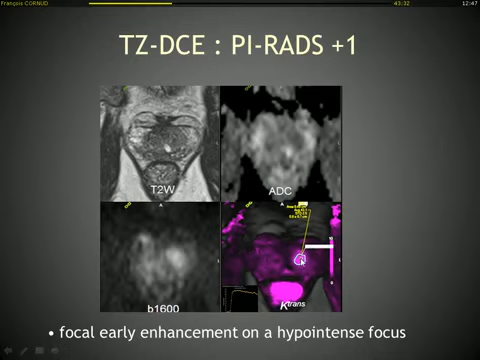 François CORNUD
43:32
12:47
TZ-DCE : PI-RADS +1
T2W
ADC
b1600
Ktrans
• focal early enhancement on a hypointense focus